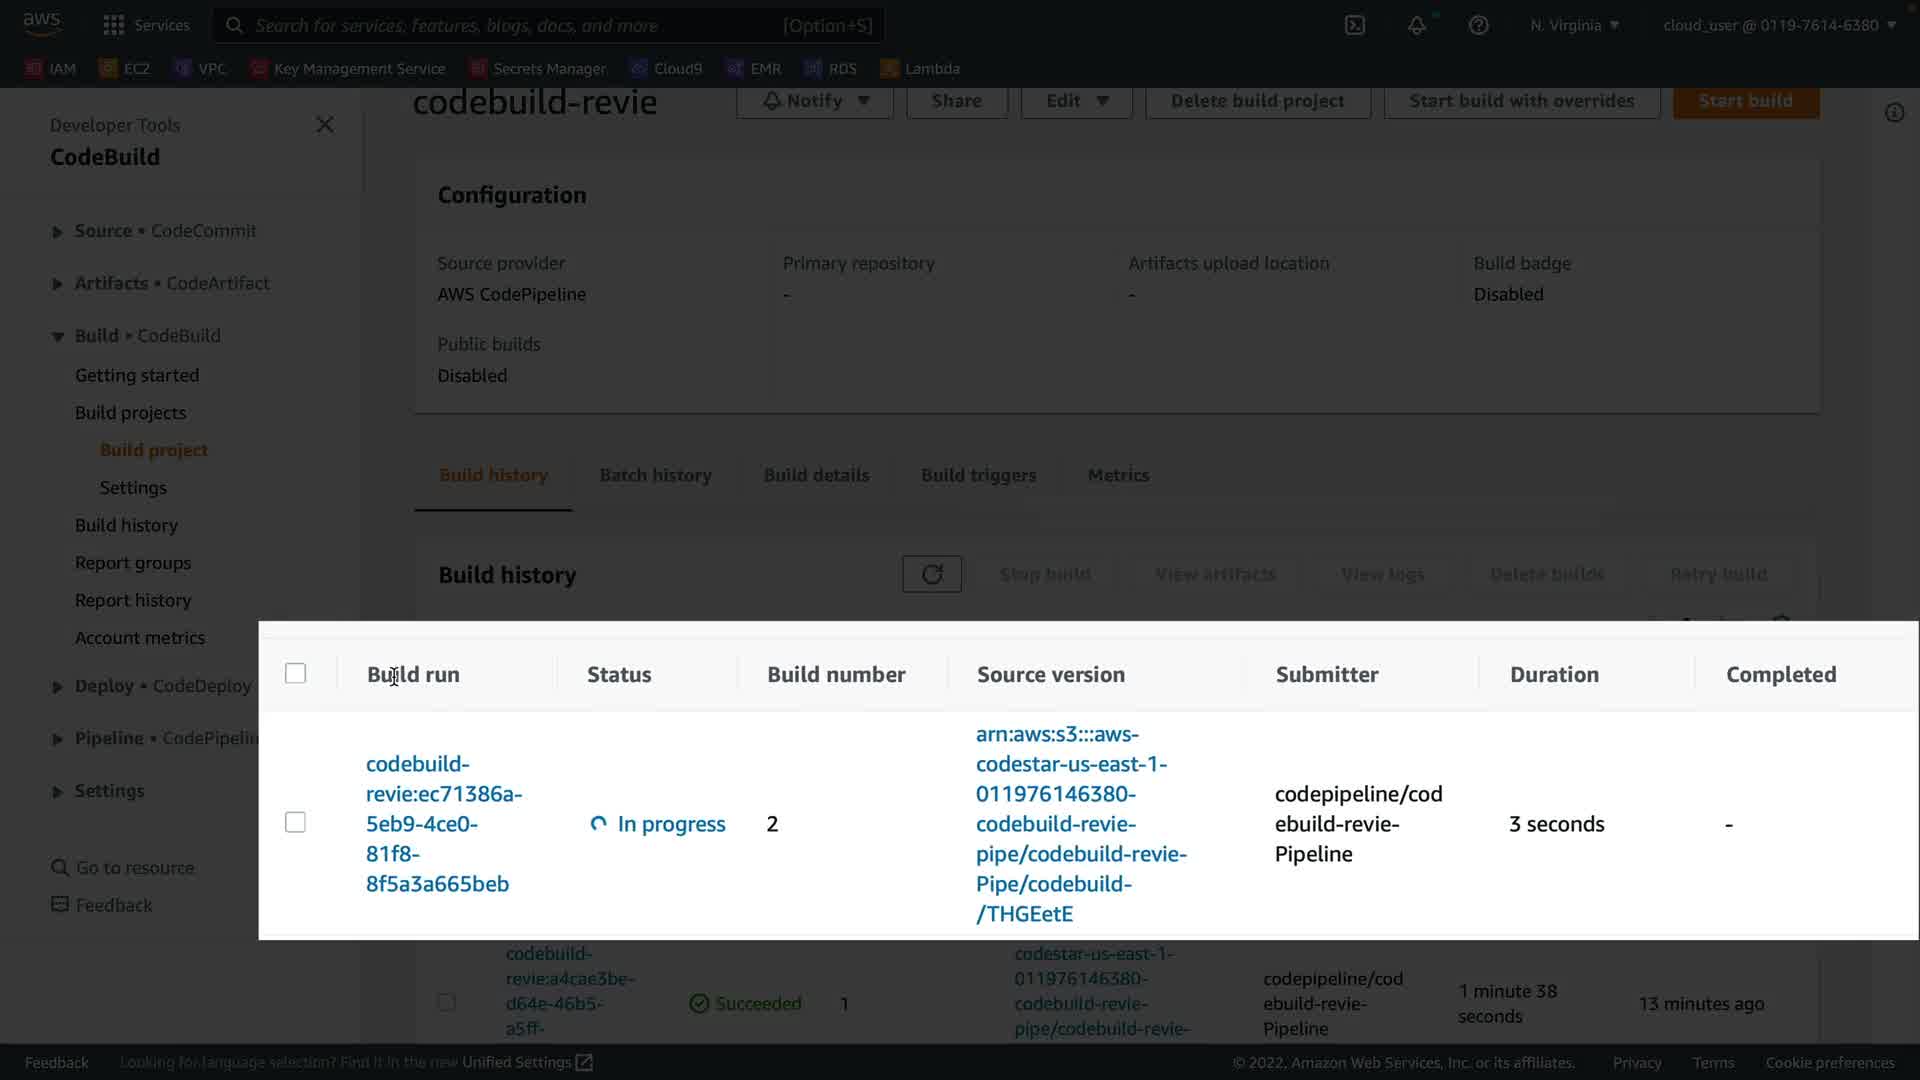 aws
Services
Search for services, features, blogs, docs, and more
[Option+S]
N. Virginia
cloud_user @ 0119-7614-6380
IAM
EC2
VPC
Key Management Service
Secrets Manager
Cloud9
EMR
RDS
Lambda
Developer Tools
CodeBuild
Source • CodeCommit
Artifacts • CodeArtifact
Build • CodeBuild
Getting started
Build projects
Build project
Settings
Build history
Report groups
Report history
Account metrics
Deploy • CodeDeploy
Pipeline •
Settings
Go to resource
Feedback
codebuild-revie
Notify
Share
Edit
Delete build project
Start build with overrides
Start build
Configuration
Source provider
AWS CodePipeline
Primary repository
-
Artifacts upload location
-
Build badge
Disabled
Public builds
Disabled
Build history
Batch history
Build details
Build triggers
Metrics
Build history
Stop build
View artifacts
View logs
Delete builds
Retry build
Build run
Status
Build number
Source version
Submitter
Duration
Completed
codebuild-
revie:ec71386a-
5eb9-4ce0-
81f8-
8f5a3a665beb
In progress
2
arn:aws:s3:::aws-
codestar-us-east-1-
011976146380-
codebuild-revie-
pipe/codebuild-revie-
Pipe/codebuild-
/THGEetE
codepipeline/cod
ebuild-revie-
Pipeline
3 seconds
-
codebuild-
revie:a4cae3be-
d64e-46b5-
a5ff-
Succeeded
1
codestar-us-east-1-
011976146380-
codebuild-revie-
pipe/codebuild-revie-
codepipeline/cod
ebuild-revie-
Pipeline
1 minute 38
seconds
13 minutes ago
Feedback
Looking for language selection? Find it in the new Unified Settings
© 2022, Amazon Web Services, Inc. or its affiliates.
Privacy
Terms
Cookie preferences